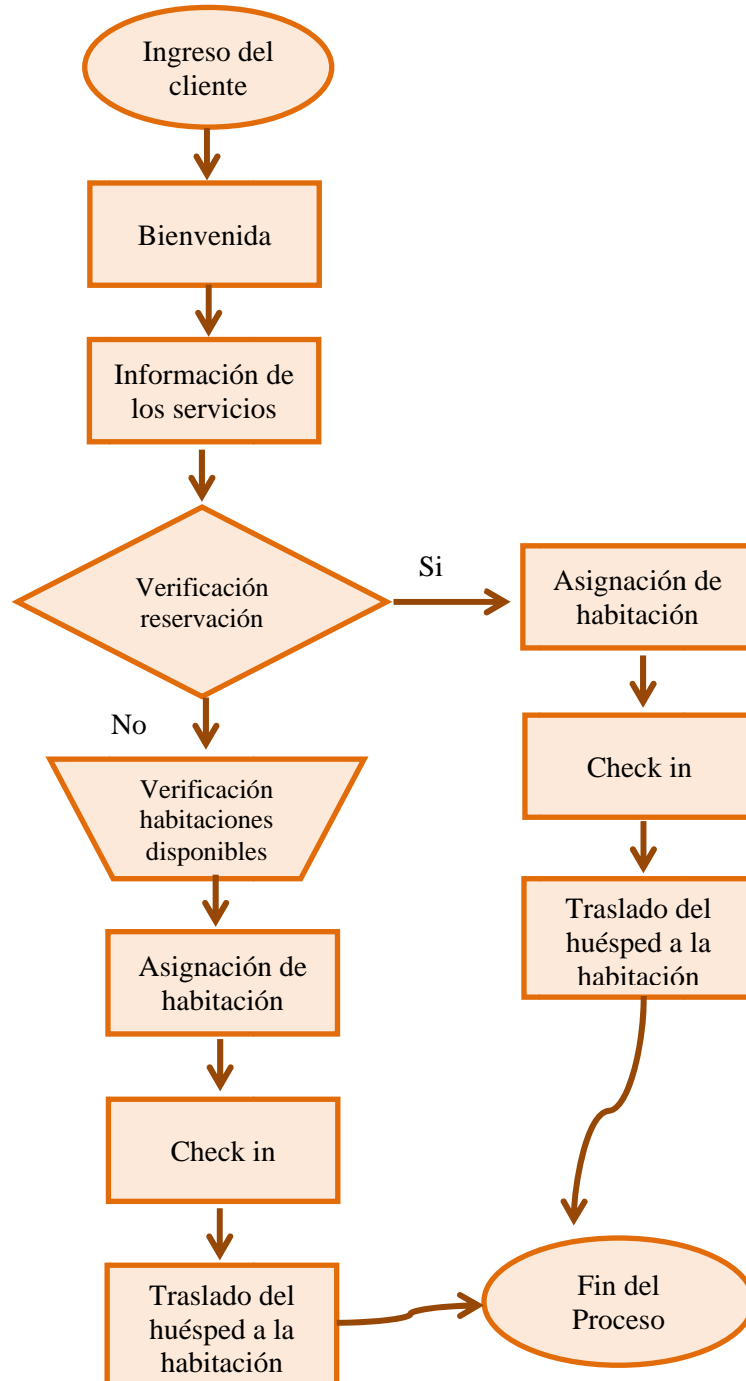 Ingreso del
cliente
Bienvenida
Información de
los servicios
Verificación
reservación
Si
Asignación de
habitación
Check in
Traslado del
huésped a la
habitación
No
Verificación
habitaciones
disponibles
Asignación de
habitación
Check in
Traslado del
huésped a la
habitación
Fin del
Proceso